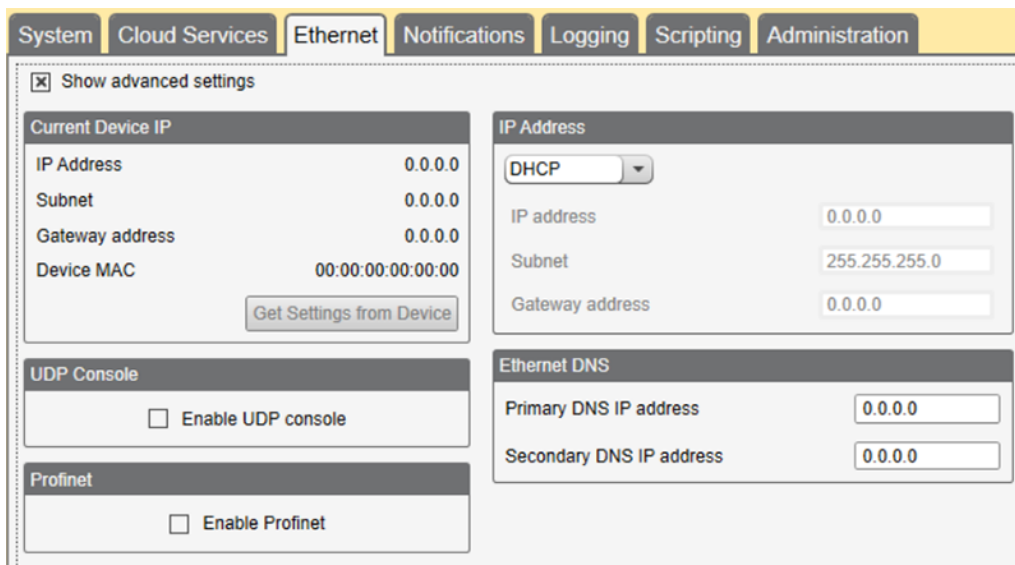 System Cloud Services Ethernet Notifications Logging Scripting Administration
Show advanced settings
Current Device IP
IP Address 0.0.0.0
Subnet 0.0.0.0
Gateway address 0.0.0.0
Device MAC 00:00:00:00:00:00
Get Settings from Device
UDP Console
Enable UDP console
Profinet
Enable Profinet
IP Address
DHCP
IP address 0.0.0.0
Subnet 255.255.255.0
Gateway address 0.0.0.0
Ethernet DNS
Primary DNS IP address 0.0.0.0
Secondary DNS IP address 0.0.0.0